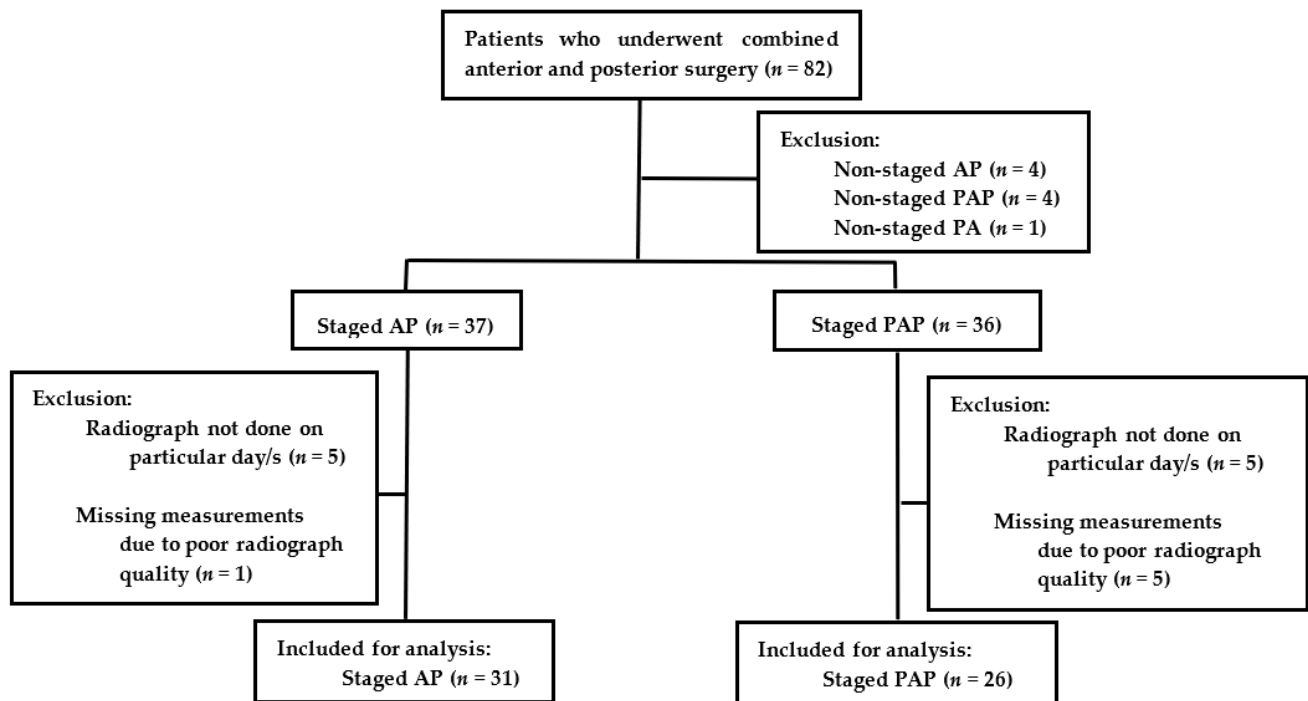 Patients who underwent combined
anterior and posterior surgery (n = 82)
Exclusion:
Non-staged AP (n = 4)
Non-staged PAP (n = 4)
Non-staged PA (n = 1)
Staged AP (n = 37)
Staged PAP (n = 36)
Exclusion:
Radiograph not done on
particular day/s (n = 5)
Missing measurements
due to poor radiograph
quality (n = 1)
Exclusion:
Radiograph not done on
particular day/s (n = 5)
Missing measurements
due to poor radiograph
quality (n = 5)
Included for analysis:
Staged AP (n = 31)
Included for analysis:
Staged PAP (n = 26)